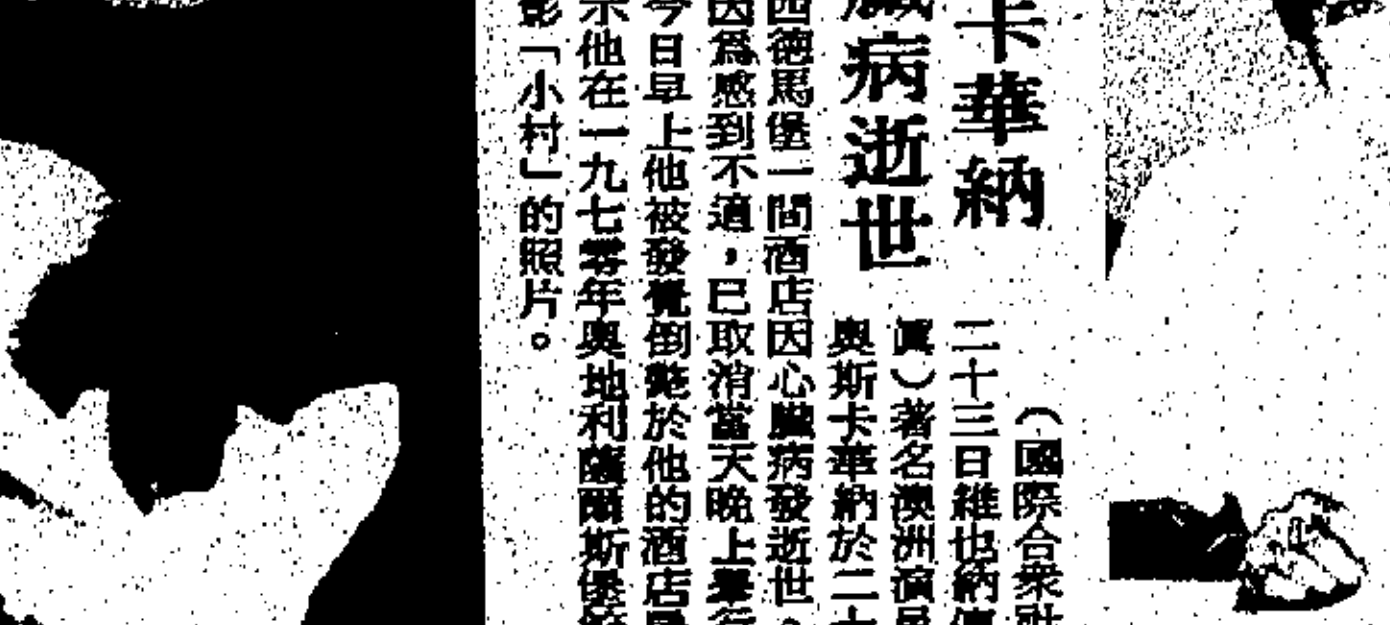 卡華納
病逝世
（國際合衆社
二十三日維也納傳
眞）著名澳洲演員
奧斯卡華納於二十
西德馬堡一間酒店因心臟病發逝世。
因爲感到不適，已取消當天晚上舉行
今日早上他被發覺倒斃於他的酒店
示他在一九七零年奧地利薩爾斯堡
影「小村」的照片。